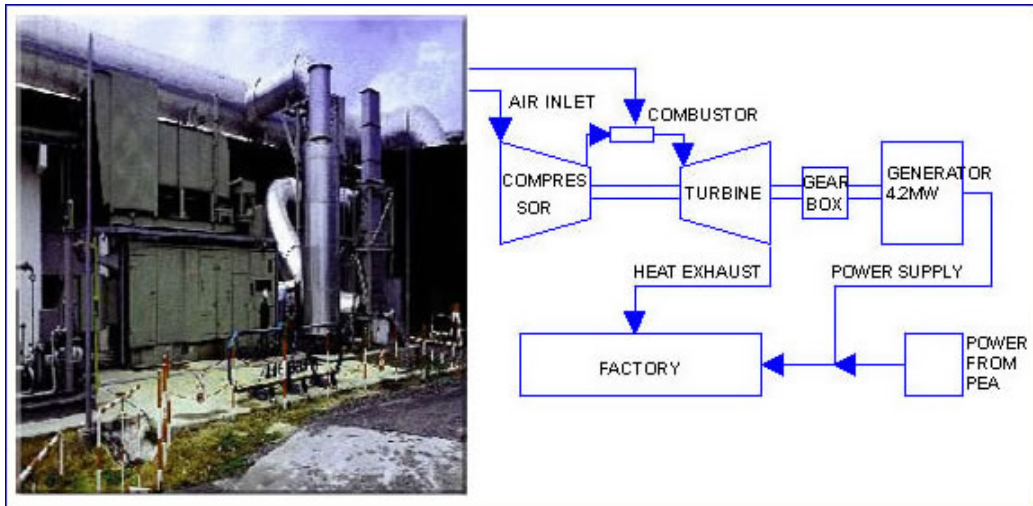 AIR INLET
COMBUSTOR
COMPRES
SOR
TURBINE
GEAR
BOX
GENERATOR
4.2MW
HEAT EXHAUST
POWER SUPPLY
FACTORY
POWER
FROM
PEA